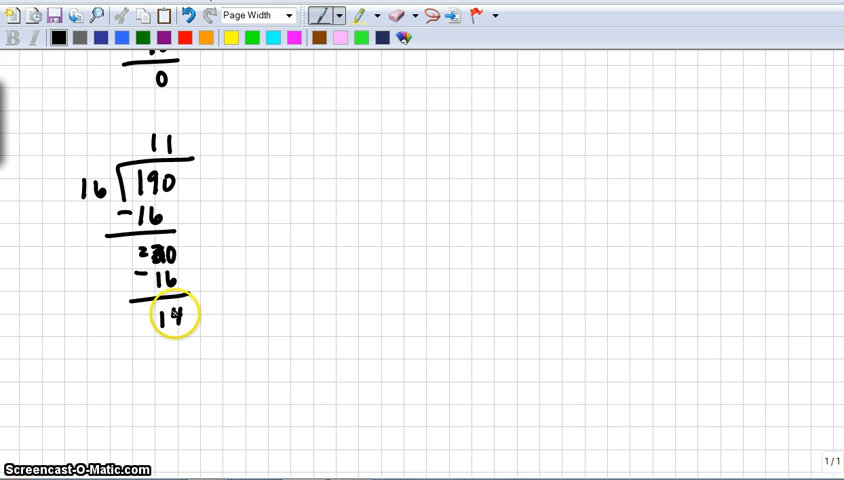 Page Width
B I
0
11
16 190
-16
30
-16
14
1 / 1
Screencast-O-Matic.com